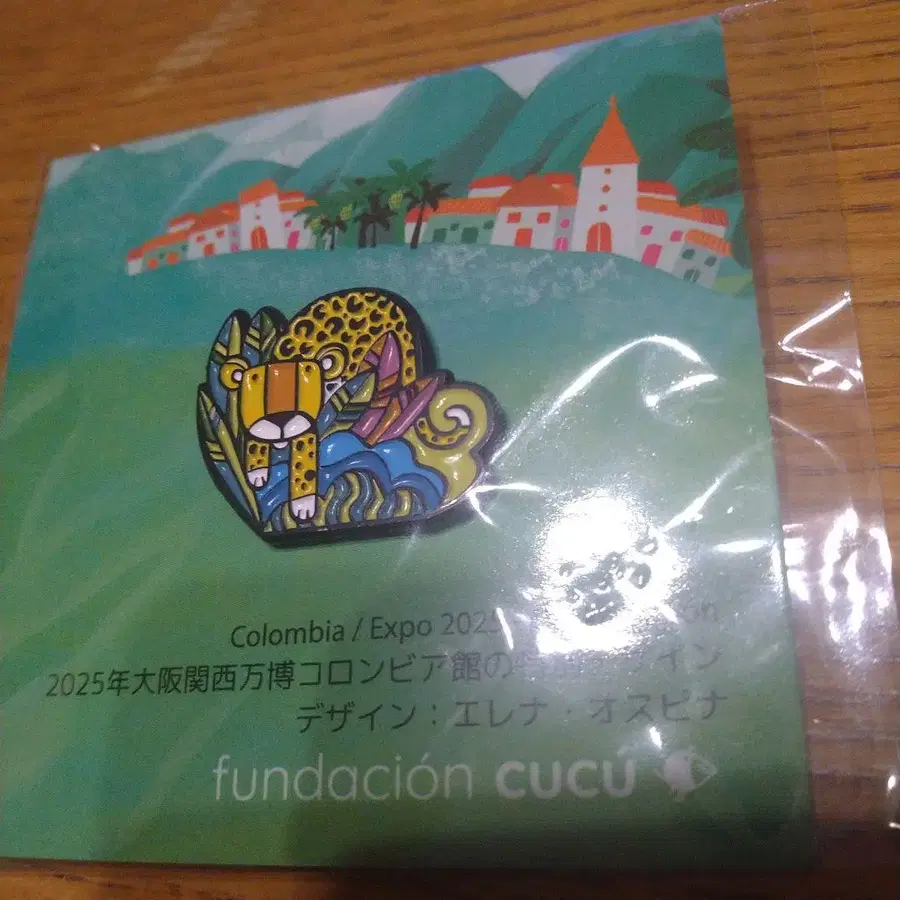 Colombia / Expo 2025
2025年大阪関西万博コロンビア館の
デザイン：エレナ・オスピナ
fundación cucu